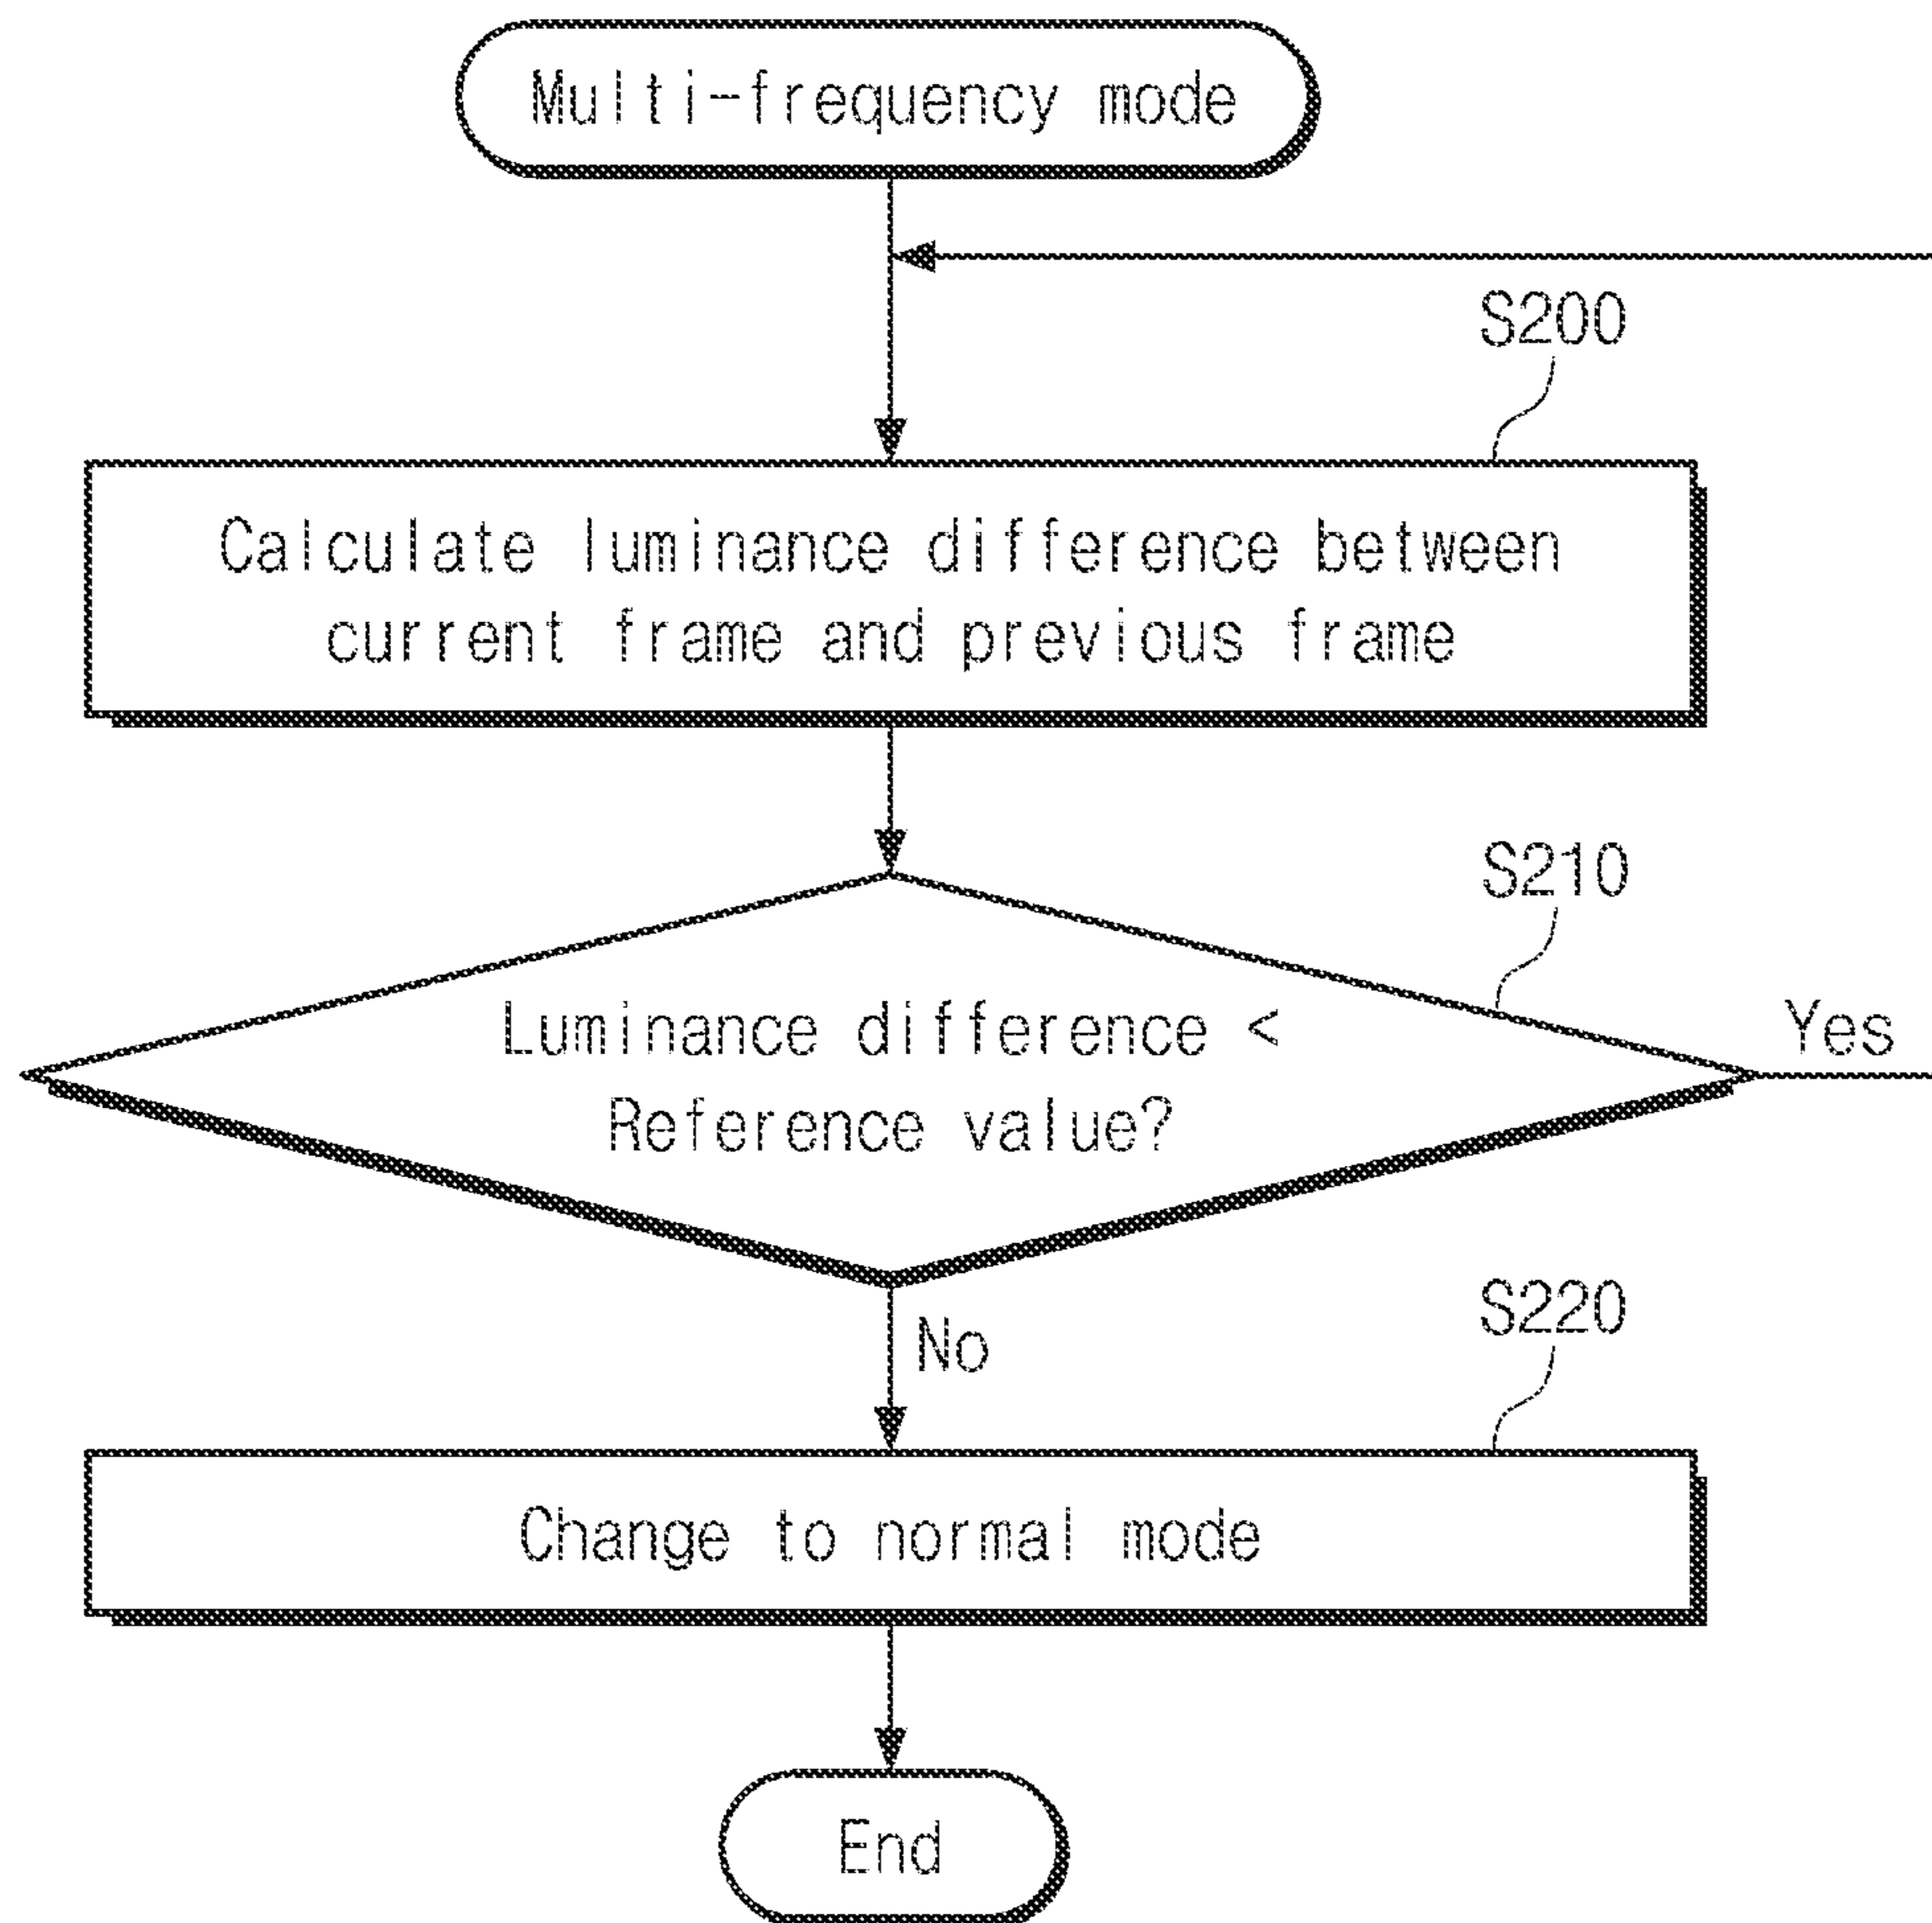 Multi-frequency mode
S200
Calculate luminance difference between
current frame and previous frame
S210
Luminance difference <
Reference value?
Yes
No
S220
Change to normal mode
End